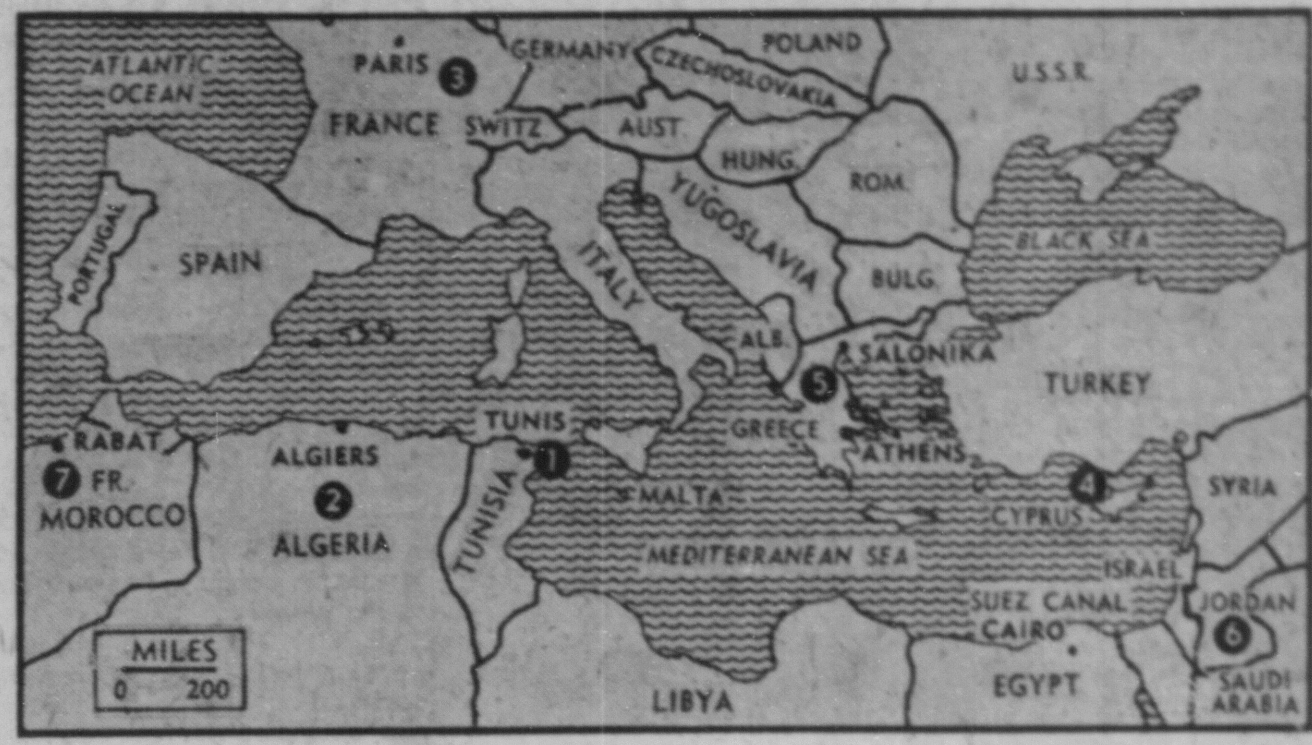 ATLANTIC
OCEAN
PARIS
3
FRANCE
GERMANY
POLAND
CZECHOSLOVAKIA
U.S.S.R.
SWITZ
AUST.
HUNG.
ROM.
PORTUGAL
SPAIN
ITALY
YUGOSLAVIA
BLACK SEA
BULG.
ALB.
SALONIKA
5
TURKEY
GREECE
ATHENS
RABAT
7
FR.
MOROCCO
ALGIERS
2
ALGERIA
TUNIS
1
TUNISIA
MALTA
4
CYPRUS
SYRIA
MEDITERRANEAN SEA
ISRAEL
SUEZ CANAL
CAIRO
JORDAN
6
MILES
0 200
LIBYA
EGYPT
SAUDI
ARABIA